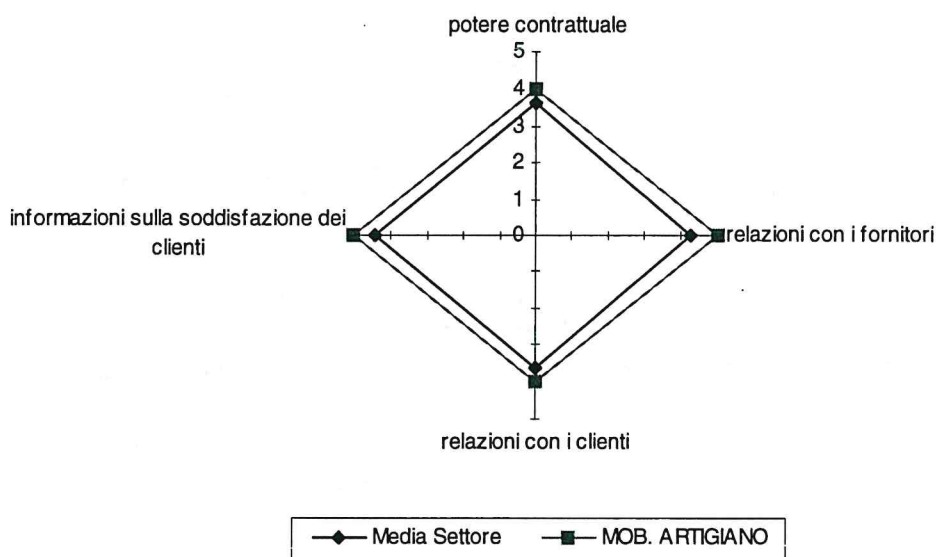 potere contrattuale
5
4
3
2
1
0
informazioni sulla soddisfazione dei
clienti
relazioni con i fornitori
relazioni con i clienti
Media Settore
MOB. ARTIGIANO